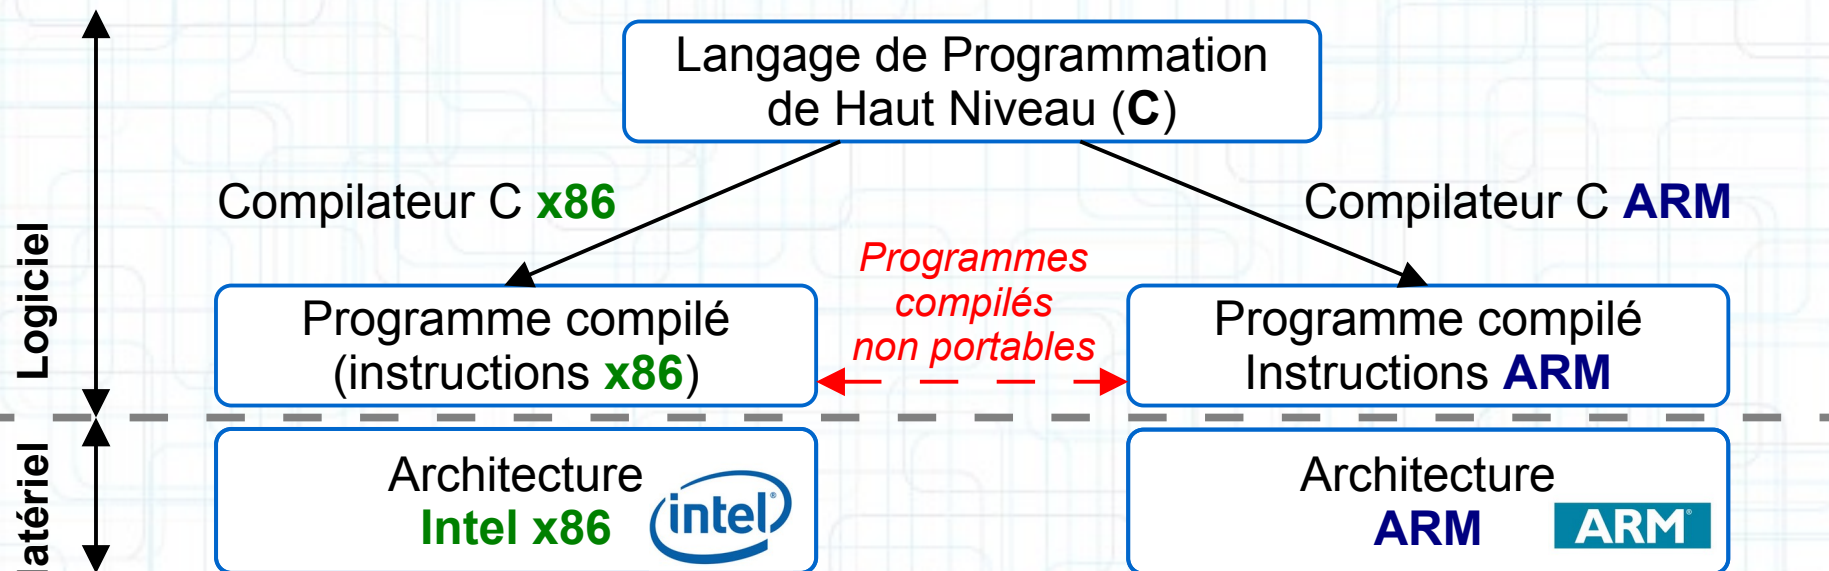 Langage de Programmation
de Haut Niveau (C)
Compilateur C x86
Compilateur C ARM
Logiciel
Programmes
compilés
non portables
Programme compilé
(instructions x86)
Programme compilé
Instructions ARM
atériel
Architecture
Intel x86
intel
Architecture
ARM
ARM